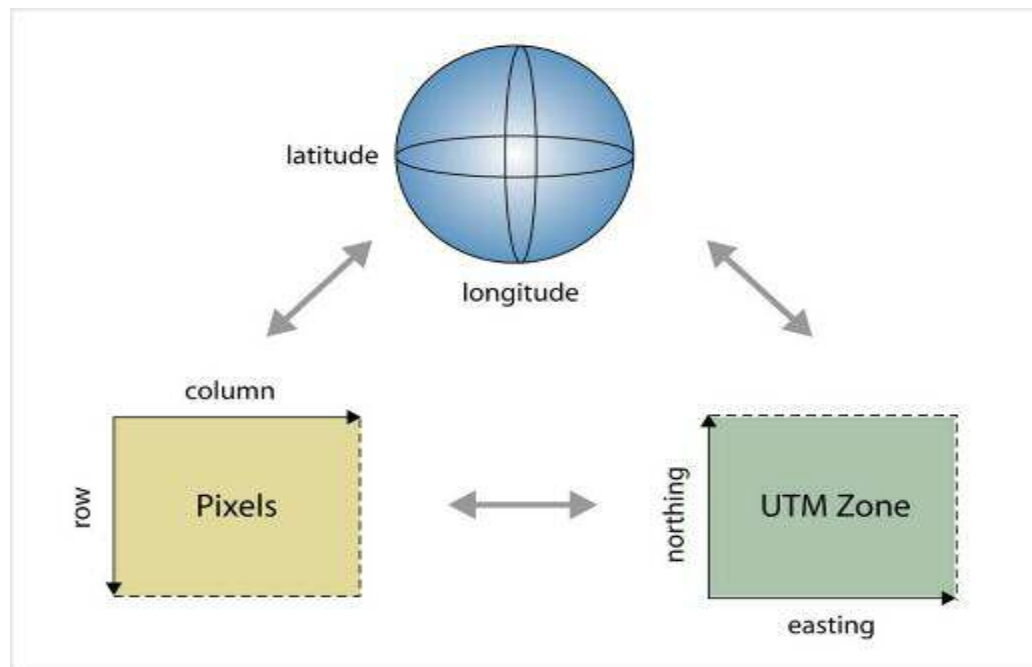 latitude
longitude
column
row
Pixels
northing
UTM Zone
easting